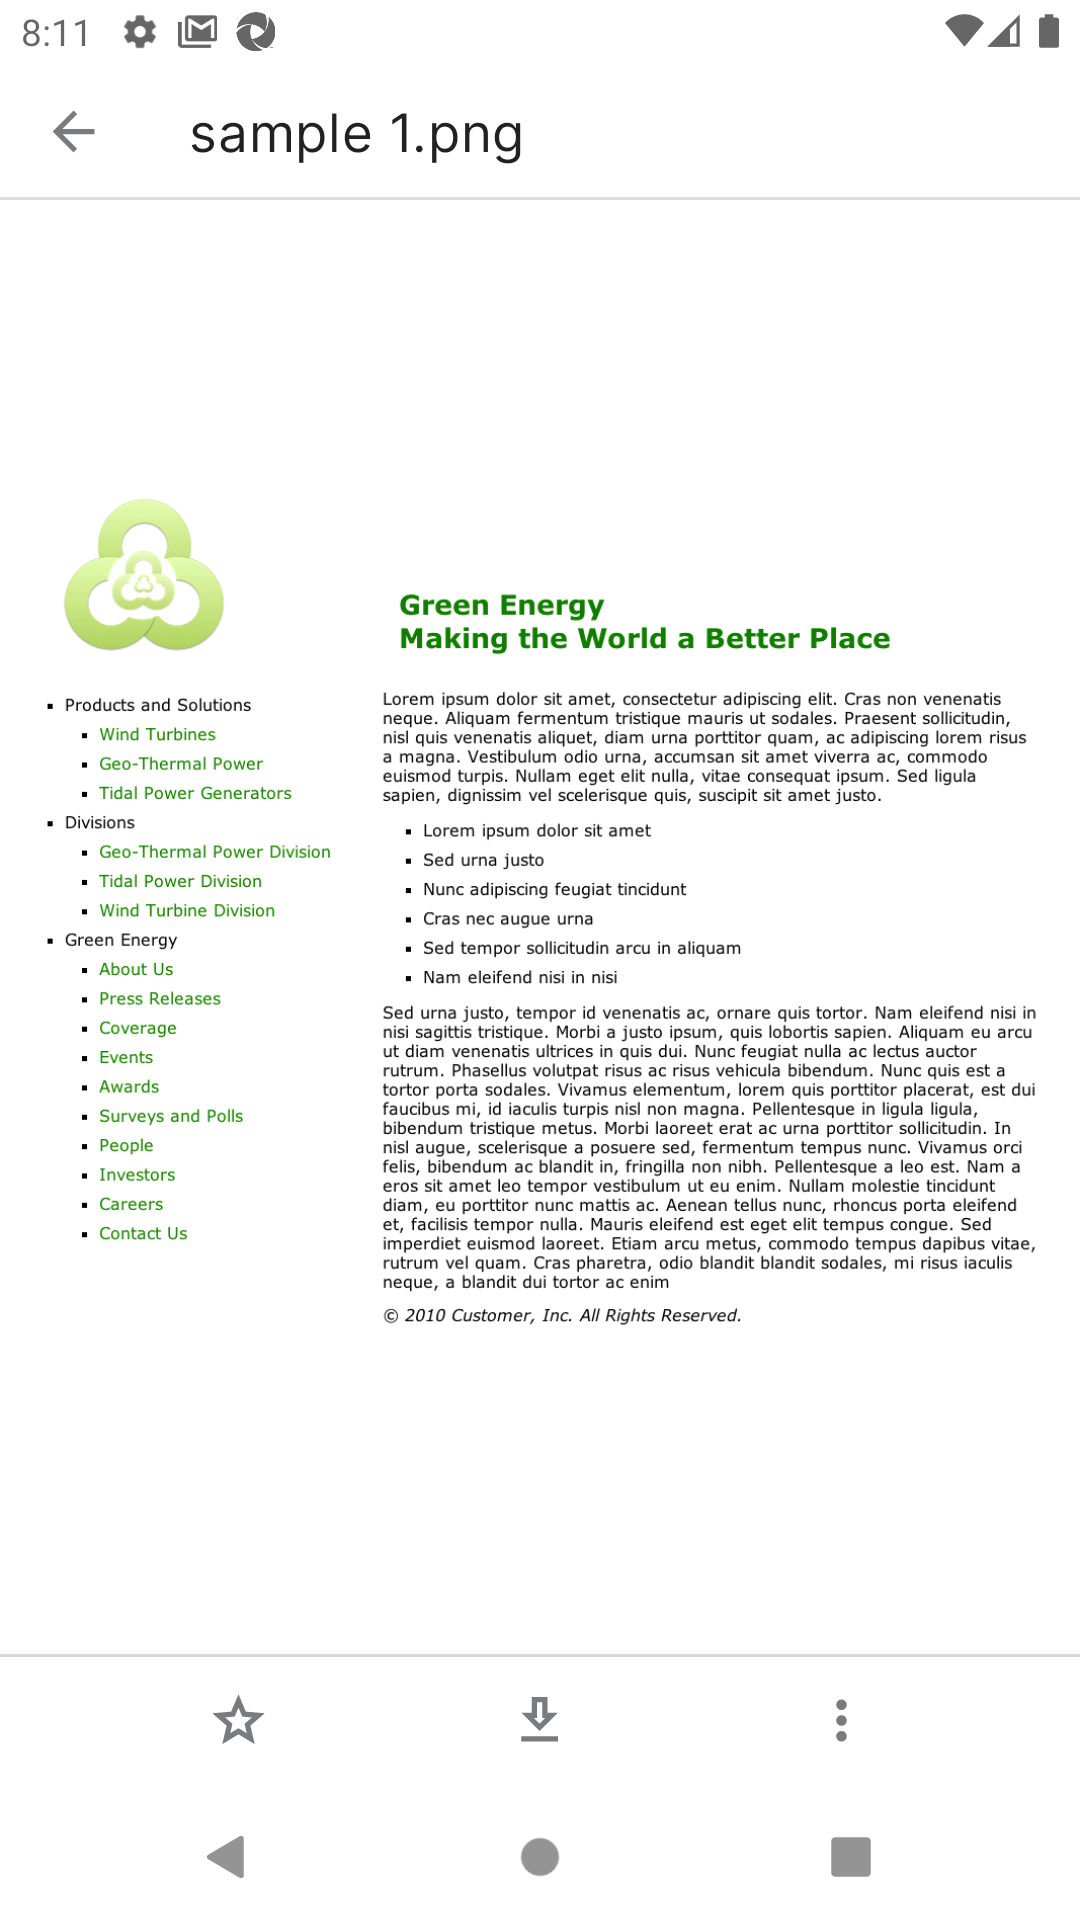 8:11
sample 1.png
Green Energy
Making the World a Better Place
Products and Solutions
Wind Turbines
Geo-Thermal Power
Tidal Power Generators
Divisions
Geo-Thermal Power Division
Tidal Power Division
Wind Turbine Division
Green Energy
About Us
Press Releases
Coverage
Events
Awards
Surveys and Polls
People
Investors
Careers
Contact Us
Lorem ipsum dolor sit amet, consectetur adipiscing elit. Cras non venenatis
neque. Aliquam fermentum tristique mauris ut sodales. Praesent sollicitudin,
nisl quis venenatis aliquet, diam urna porttitor quam, ac adipiscing lorem risus
a magna. Vestibulum odio urna, accumsan sit amet viverra ac, commodo
euismod turpis. Nullam eget elit nulla, vitae consequat ipsum. Sed ligula
sapien, dignissim vel scelerisque quis, suscipit sit amet justo.
Lorem ipsum dolor sit amet
Sed urna justo
Nunc adipiscing feugiat tincidunt
Cras nec augue urna
Sed tempor sollicitudin arcu in aliquam
Nam eleifend nisi in nisi
Sed urna justo, tempor id venenatis ac, ornare quis tortor. Nam eleifend nisi in
nisi sagittis tristique. Morbi a justo ipsum, quis lobortis sapien. Aliquam eu arcu
ut diam venenatis ultrices in quis dui. Nunc feugiat nulla ac lectus auctor
rutrum. Phasellus volutpat risus ac risus vehicula bibendum. Nunc quis est a
tortor porta sodales. Vivamus elementum, lorem quis porttitor placerat, est dui
faucibus mi, id iaculis turpis nisl non magna. Pellentesque in ligula ligula,
bibendum tristique metus. Morbi laoreet erat ac urna porttitor sollicitudin. In
nisl augue, scelerisque a posuere sed, fermentum tempus nunc. Vivamus orci
felis, bibendum ac blandit in, fringilla non nibh. Pellentesque a leo est. Nam a
eros sit amet leo tempor vestibulum ut eu enim. Nullam molestie tincidunt
diam, eu porttitor nunc mattis ac. Aenean tellus nunc, rhoncus porta eleifend
et, facilisis tempor nulla. Mauris eleifend est eget elit tempus congue. Sed
imperdiet euismod laoreet. Etiam arcu metus, commodo tempus dapibus vitae,
rutrum vel quam. Cras pharetra, odio blandit blandit sodales, mi risus iaculis
neque, a blandit dui tortor ac enim
© 2010 Customer, Inc. All Rights Reserved.